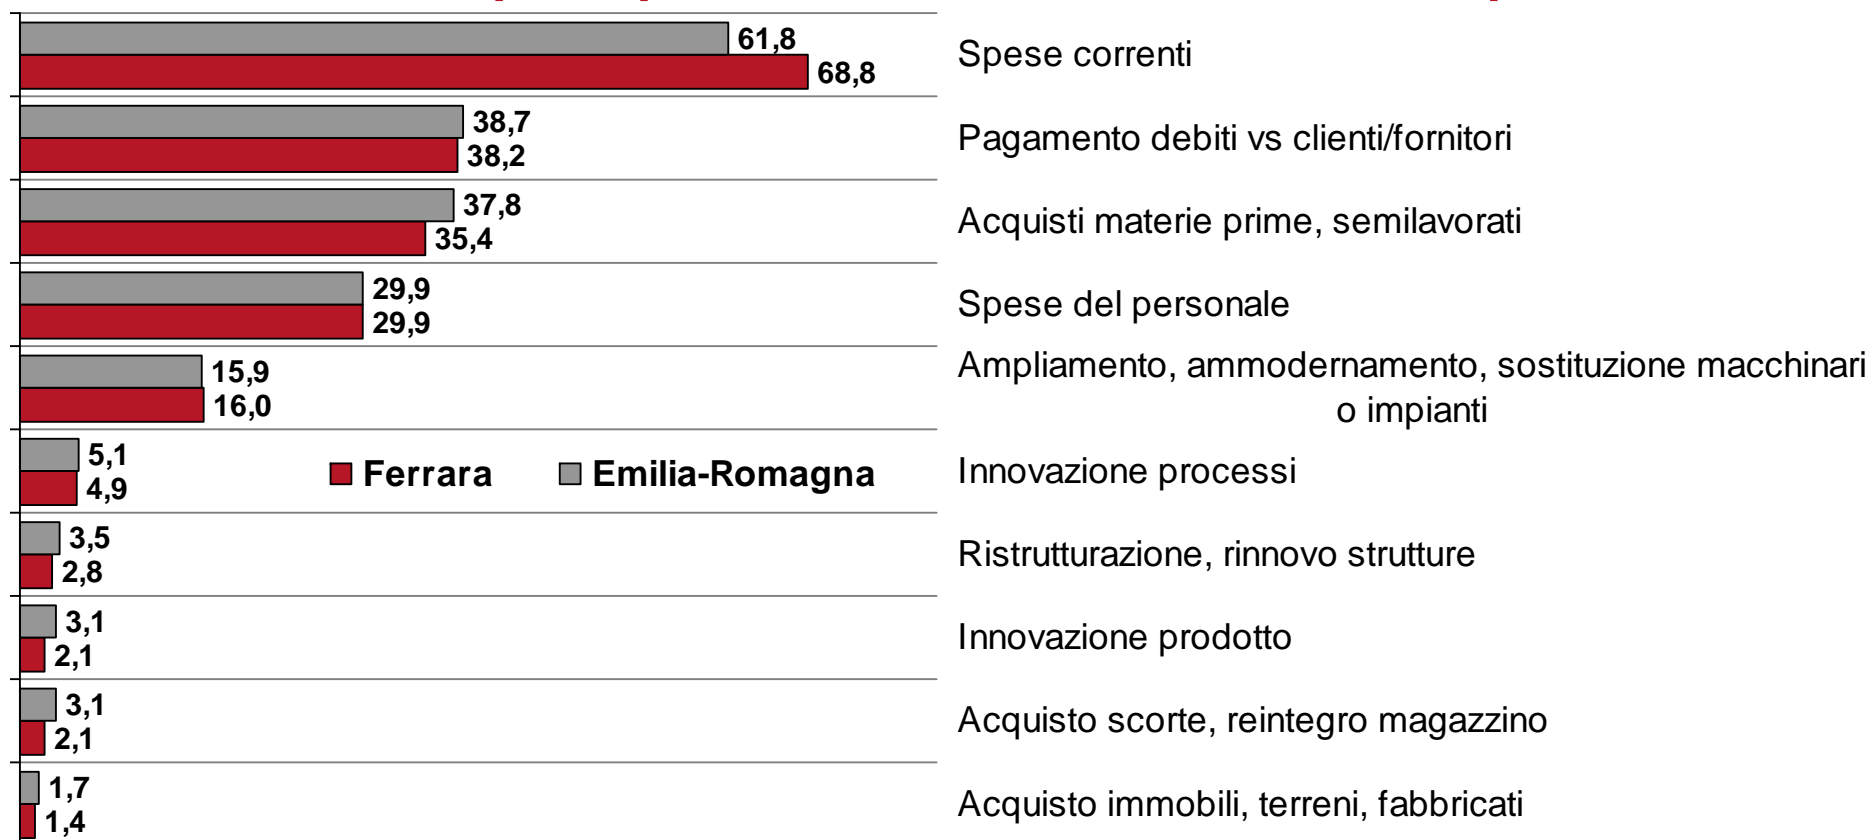 61,8
68,8
Spese correnti
38,7
38,2
Pagamento debiti vs clienti/fornitori
37,8
35,4
Acquisti materie prime, semilavorati
29,9
29,9
Spese del personale
15,9
16,0
Ampliamento, ammodernamento, sostituzione macchinari
o impianti
5,1
4,9
Ferrara Emilia-Romagna
Innovazione processi
3,5
2,8
Ristrutturazione, rinnovo strutture
3,1
2,1
Innovazione prodotto
3,1
2,1
Acquisto scorte, reintegro magazzino
1,7
1,4
Acquisto immobili, terreni, fabbricati